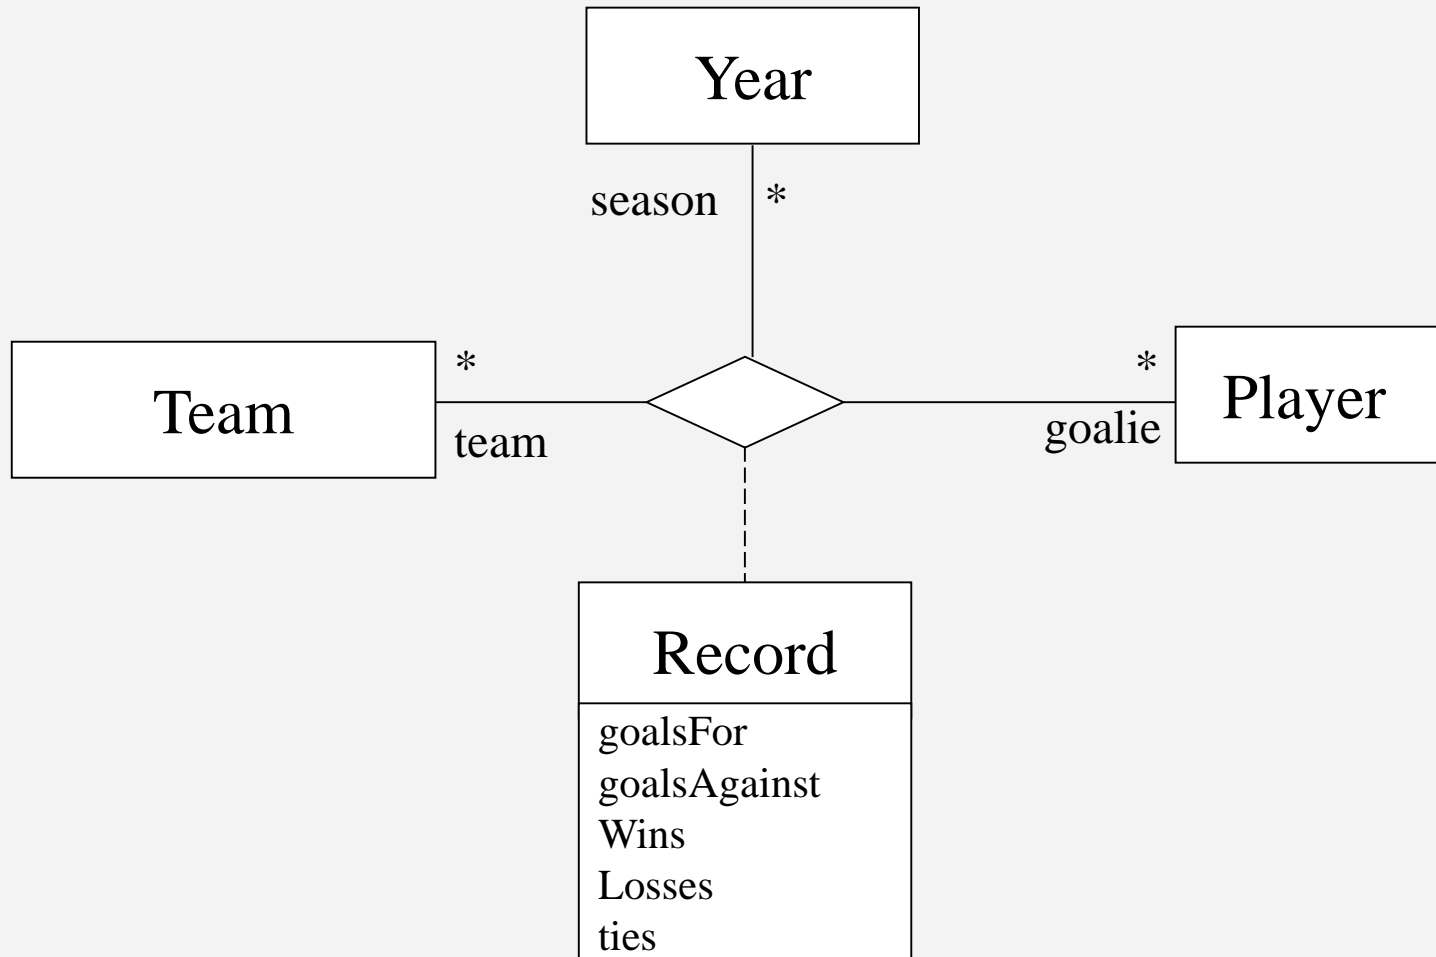 Year
season *
* *
Team Player
team goalie
Record
goalsFor
goalsAgainst
Wins
Losses
ties